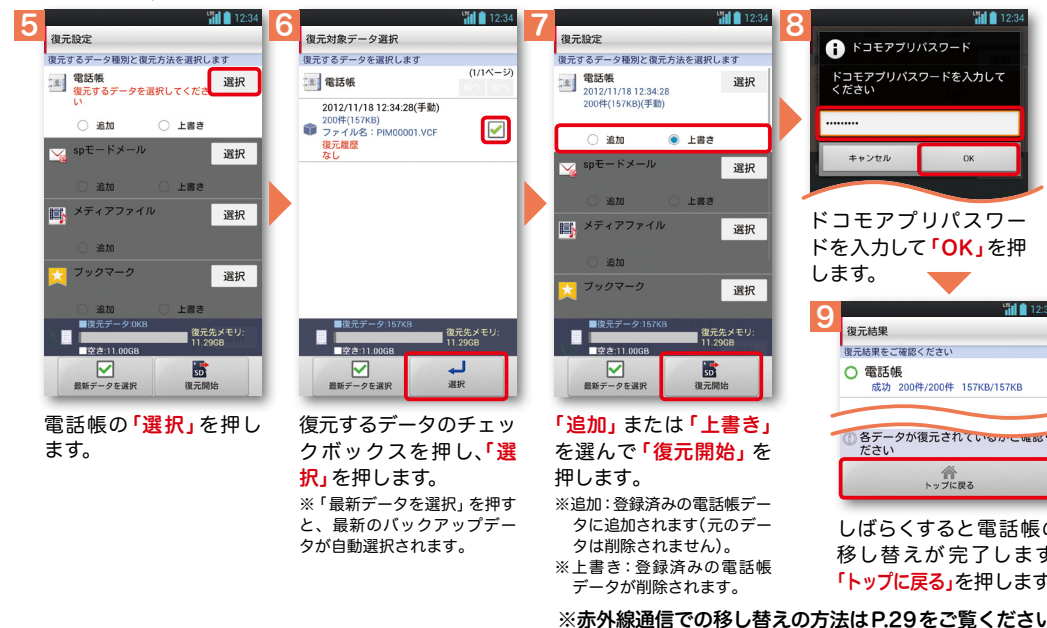 5
12:34
復元設定
復元するデータ種別と復元方法を選択します
電話帳
復元するデータを選択してくださ
い
選択
追加 上書き
spモードメール
選択
追加 上書き
メディアファイル
選択
追加
ブックマーク
選択
追加 上書き
■復元データ:0KB
復元先メモリ:
11.29GB
■空き:11.00GB
最新データを選択
復元開始
電話帳の「選択」を押し
ます。
6
12:34
復元対象データ選択
復元するデータを選択します
電話帳
(1/1ページ)
2012/11/18 12:34:28(手動)
200件(157KB)
ファイル名:PIM00001.VCF
復元履歴
なし
■復元データ:157KB
復元先メモリ:
11.29GB
■空き:11.00GB
最新データを選択
選択
復元するデータのチェッ
クボックスを押し、「選
択」を押します。
※「最新データを選択」を押す
と、最新のバックアップデー
タが自動選択されます。
7
12:34
復元設定
復元するデータ種別と復元方法を選択します
電話帳
2012/11/18 12:34:28
200件(157KB)(手動)
選択
追加 上書き
spモードメール
選択
追加 上書き
メディアファイル
選択
追加
ブックマーク
選択
■復元データ:157KB
復元先メモリ:
11.29GB
■空き:11.00GB
最新データを選択
復元開始
「追加」または「上書き」
を選んで「復元開始」を
押します。
※追加:登録済みの電話帳デー
タに追加されます(元のデー
タは削除されません)。
※上書き:登録済みの電話帳
データが削除されます。
8
12:34
ドコモアプリパスワード
ドコモアプリパスワードを入力して
ください
•••••••••
キャンセル
OK
ドコモアプリパスワー
ドを入力して「OK」を押
します。
9
12:3
復元結果
復元結果をご確認ください
電話帳
成功 200件/200件 157KB/157KB
各データが復元されているかご確認く
ださい
トップに戻る
しばらくすると電話帳の
移し替えが完了します
「トップに戻る」を押します
※赤外線通信での移し替えの方法はP.29をご覧ください